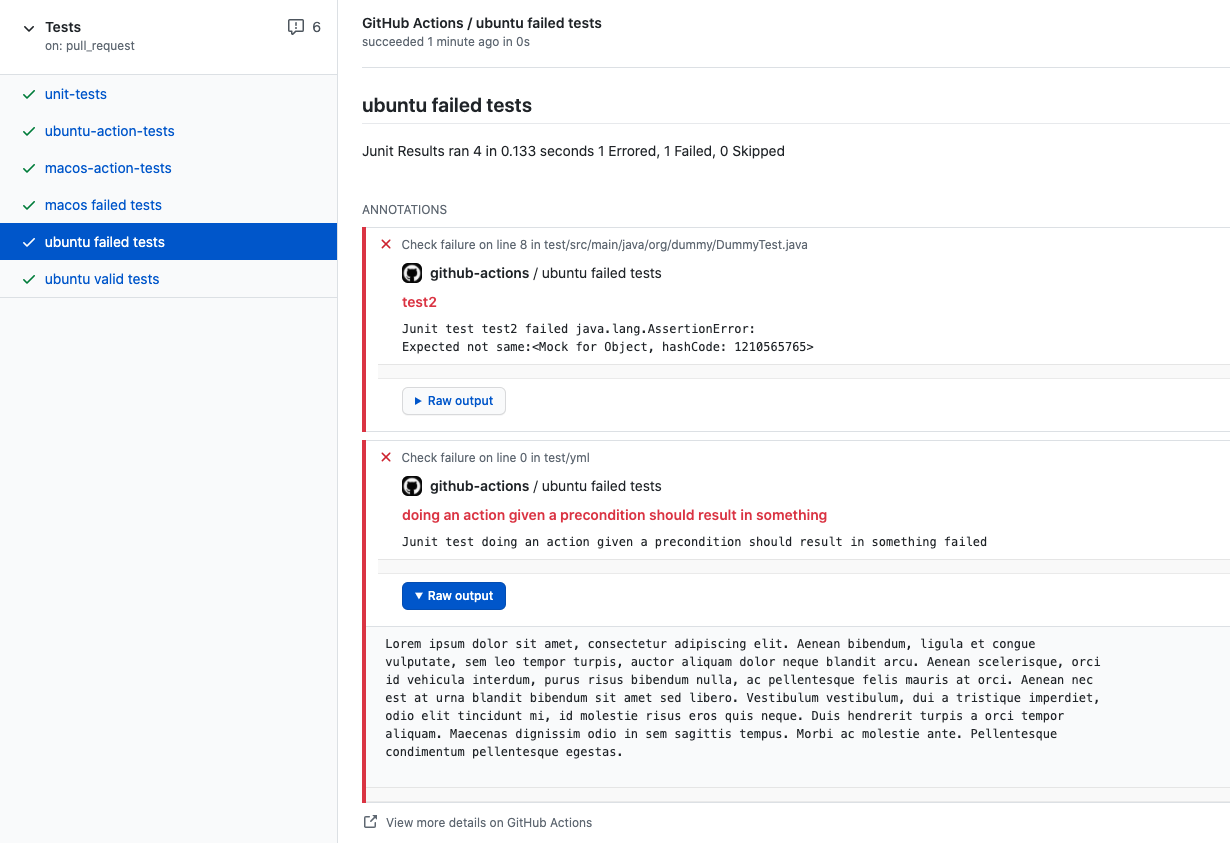 Tests
6
on: pull_request
unit-tests
ubuntu-action-tests
macos-action-tests
macos failed tests
ubuntu failed tests
ubuntu valid tests
GitHub Actions / ubuntu failed tests
succeeded 1 minute ago in 0s
ubuntu failed tests
Junit Results ran 4 in 0.133 seconds 1 Errored, 1 Failed, 0 Skipped
ANNOTATIONS
Check failure on line 8 in test/src/main/java/org/dummy/DummyTest.java
github-actions / ubuntu failed tests
test2
Junit test test2 failed java.lang.AssertionError:
Expected not same:<Mock for Object, hashCode: 1210565765>
Raw output
Check failure on line 0 in test/yml
github-actions / ubuntu failed tests
doing an action given a precondition should result in something
Junit test doing an action given a precondition should result in something failed
Raw output
Lorem ipsum dolor sit amet, consectetur adipiscing elit. Aenean bibendum, ligula et congue
vulputate, sem leo tempor turpis, auctor aliquam dolor neque blandit arcu. Aenean scelerisque, orci
id vehicula interdum, purus risus bibendum nulla, ac pellentesque felis mauris at orci. Aenean nec
est at urna blandit bibendum sit amet sed libero. Vestibulum vestibulum, dui a tristique imperdiet,
odio elit tincidunt mi, id molestie risus eros quis neque. Duis hendrerit turpis a orci tempor
aliquam. Maecenas dignissim odio in sem sagittis tempus. Morbi ac molestie ante. Pellentesque
condimentum pellentesque egestas.
View more details on GitHub Actions